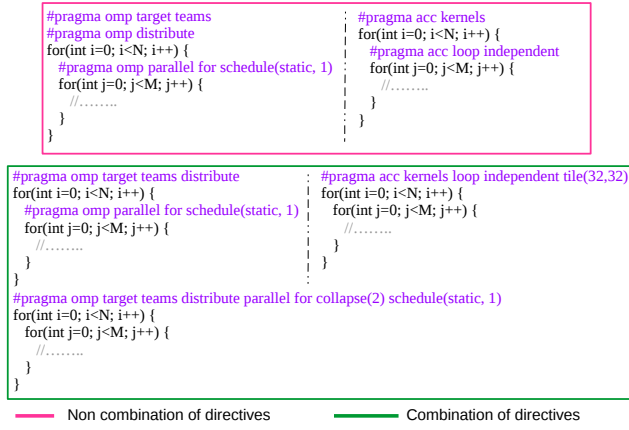 #pragma omp target teams
#pragma omp distribute
for(int i=0; i<N; i++) {
#pragma omp parallel for schedule(static, 1)
for(int j=0; j<M; j++) {
//……..
}
}
#pragma acc kernels
for(int i=0; i<N; i++) {
#pragma acc loop independent
for(int j=0; j<M; j++) {
//……..
}
}
#pragma omp target teams distribute
for(int i=0; i<N; i++) {
#pragma omp parallel for schedule(static, 1)
for(int j=0; j<M; j++) {
//……..
}
}
#pragma acc kernels loop independent tile(32,32)
for(int i=0; i<N; i++) {
for(int j=0; j<M; j++) {
//……..
}
}
#pragma omp target teams distribute parallel for collapse(2) schedule(static, 1)
for(int i=0; i<N; i++) {
for(int j=0; j<M; j++) {
//……..
}
}
Non combination of directives
Combination of directives